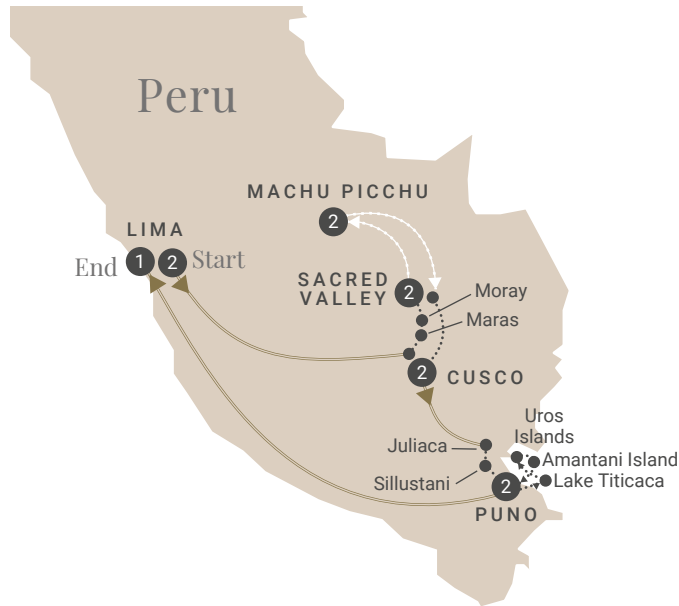 Peru
MACHU PICCHU
2
LIMA
End
1
2
Start
SACRED
VALLEY
2
Moray
Maras
2
CUSCO
Uros
Islands
Juliaca
Amantani Island
Sillustani
Lake Titicaca
2
PUNO